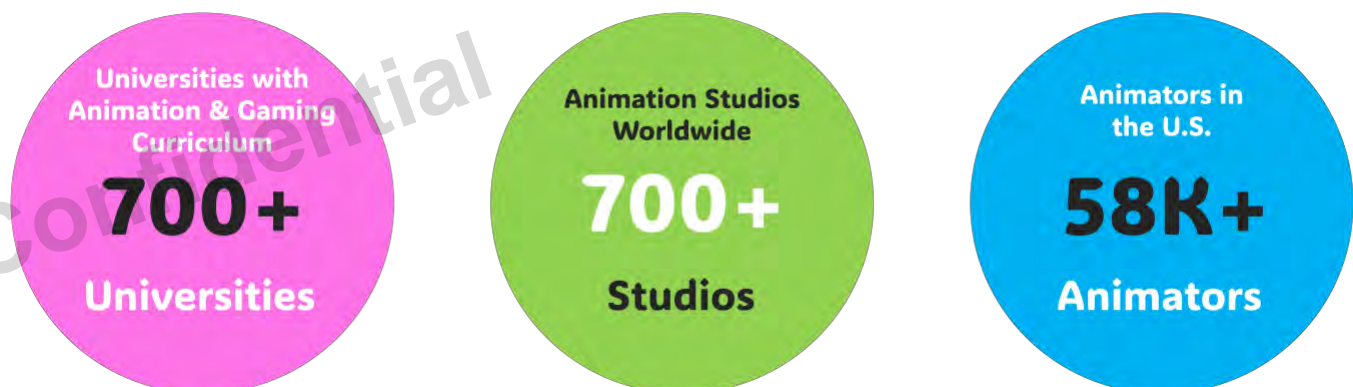 Universities with
Animation & Gaming
Curriculum
700+
Universities
Animation Studios
Worldwide
700+
Studios
Animators in
the U.S.
58K+
Animators
Confidential